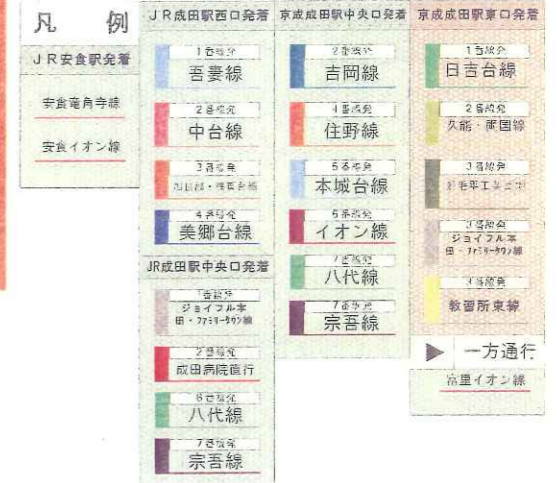 凡 例
JR安食駅発着
安食竜角寺線
安食イオン線
JR成田駅西口発着
1番線発
吾妻線
2番線発
中台線
3番線発
4番線発
美郷台線
JR成田駅中央口発着
1番線発
ジョイフル本
田・ファミリータウン線
2番線発
成田病院直行
6番線発
八代線
7番線発
宗吾線
京成成田駅中央口発着
2番線発
吉岡線
4番線発
住野線
5番線発
本城台線
6番線発
イオン線
7番線発
八代線
7番線発
宗吾線
京成成田駅東口発着
1番線発
日吉台線
2番線発
久能・両国線
3番線発
3番線発
ジョイフル本
田・ファミリータウン線
3番線発
教習所東線
一方通行
富里イオン線